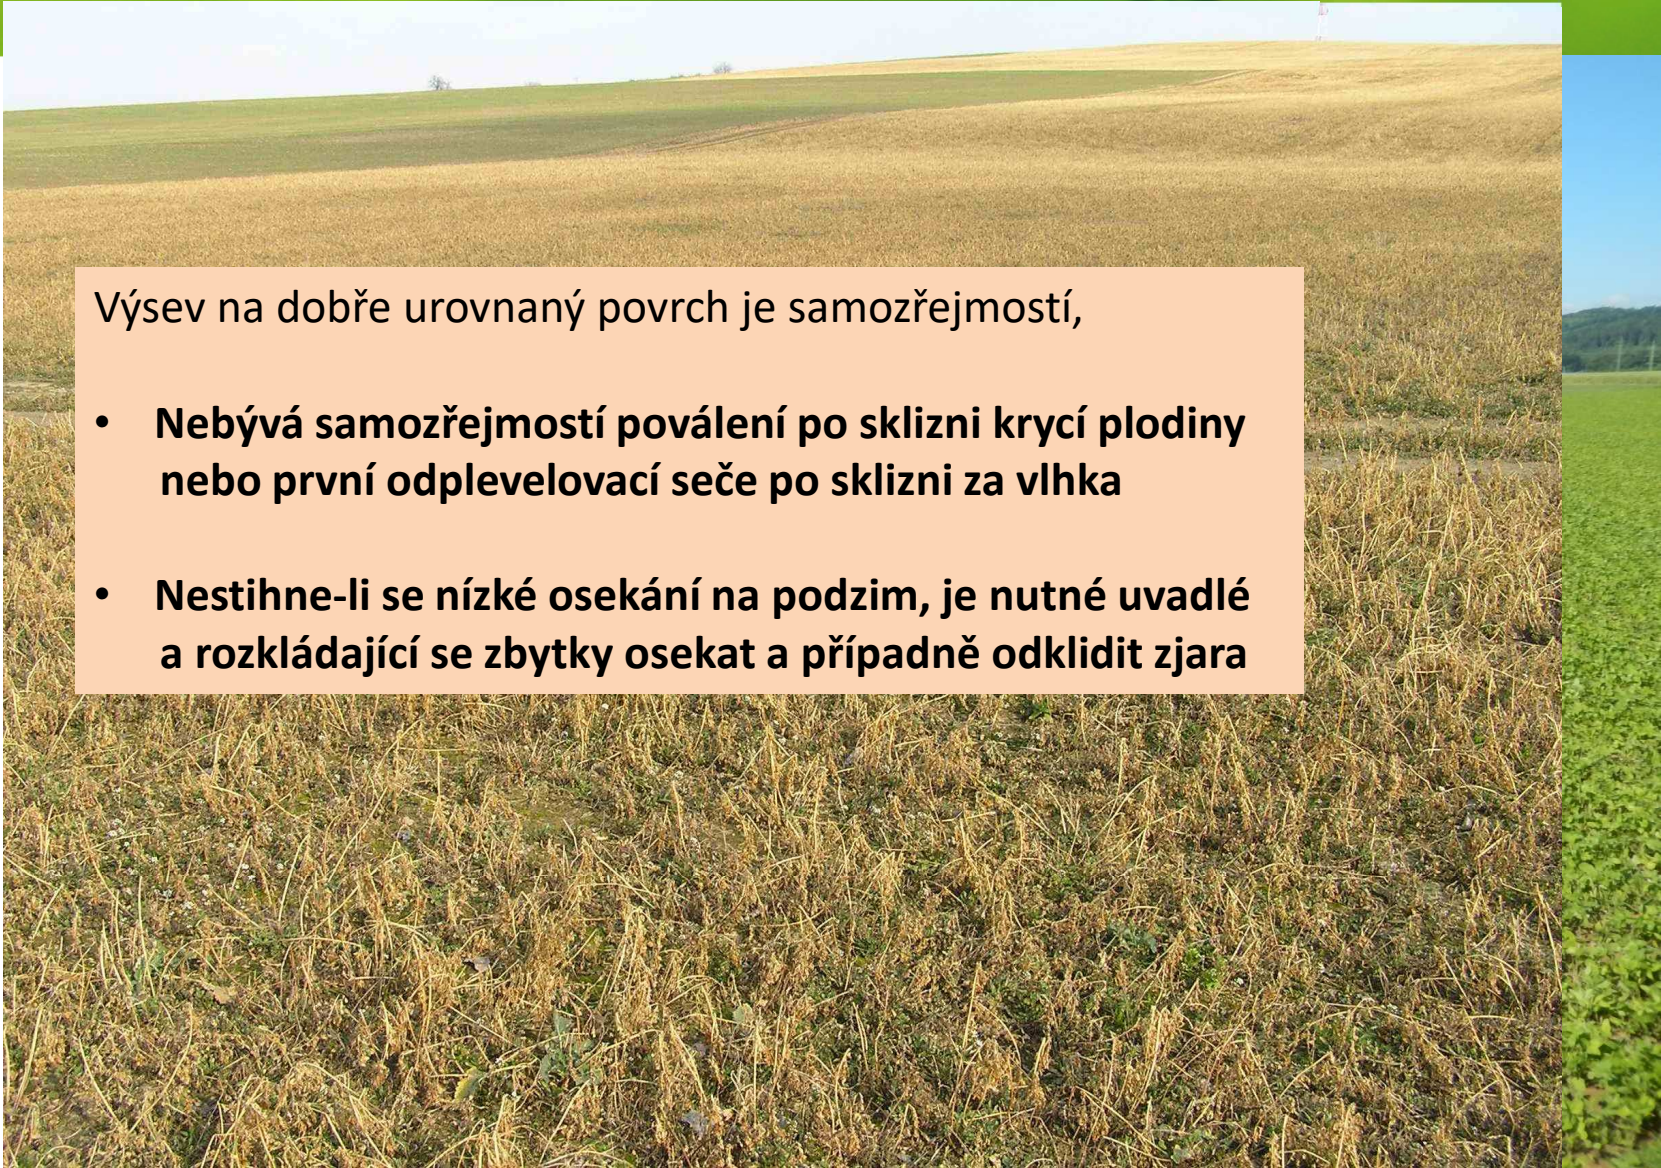 Výsev na dobře urovnaný povrch je samozřejmostí,
• Nebývá samozřejmostí poválení po sklizni krycí plodiny
nebo první odplevelovací seče po sklizni za vlhka
• Nestihne-li se nízké osekání na podzim, je nutné uvadlé
a rozkládající se zbytky osekat a případně odklidit zjara